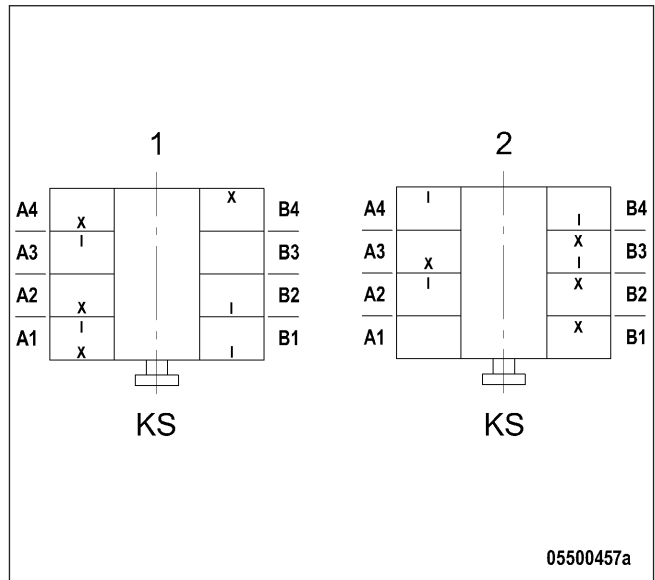 1 2
A4 X X B4 A4 I I B4
A3 I B3 A3 X X I B3
A2 X I B2 A2 I X B2
A1 I X I B1 A1 X B1
KS KS
05500457a